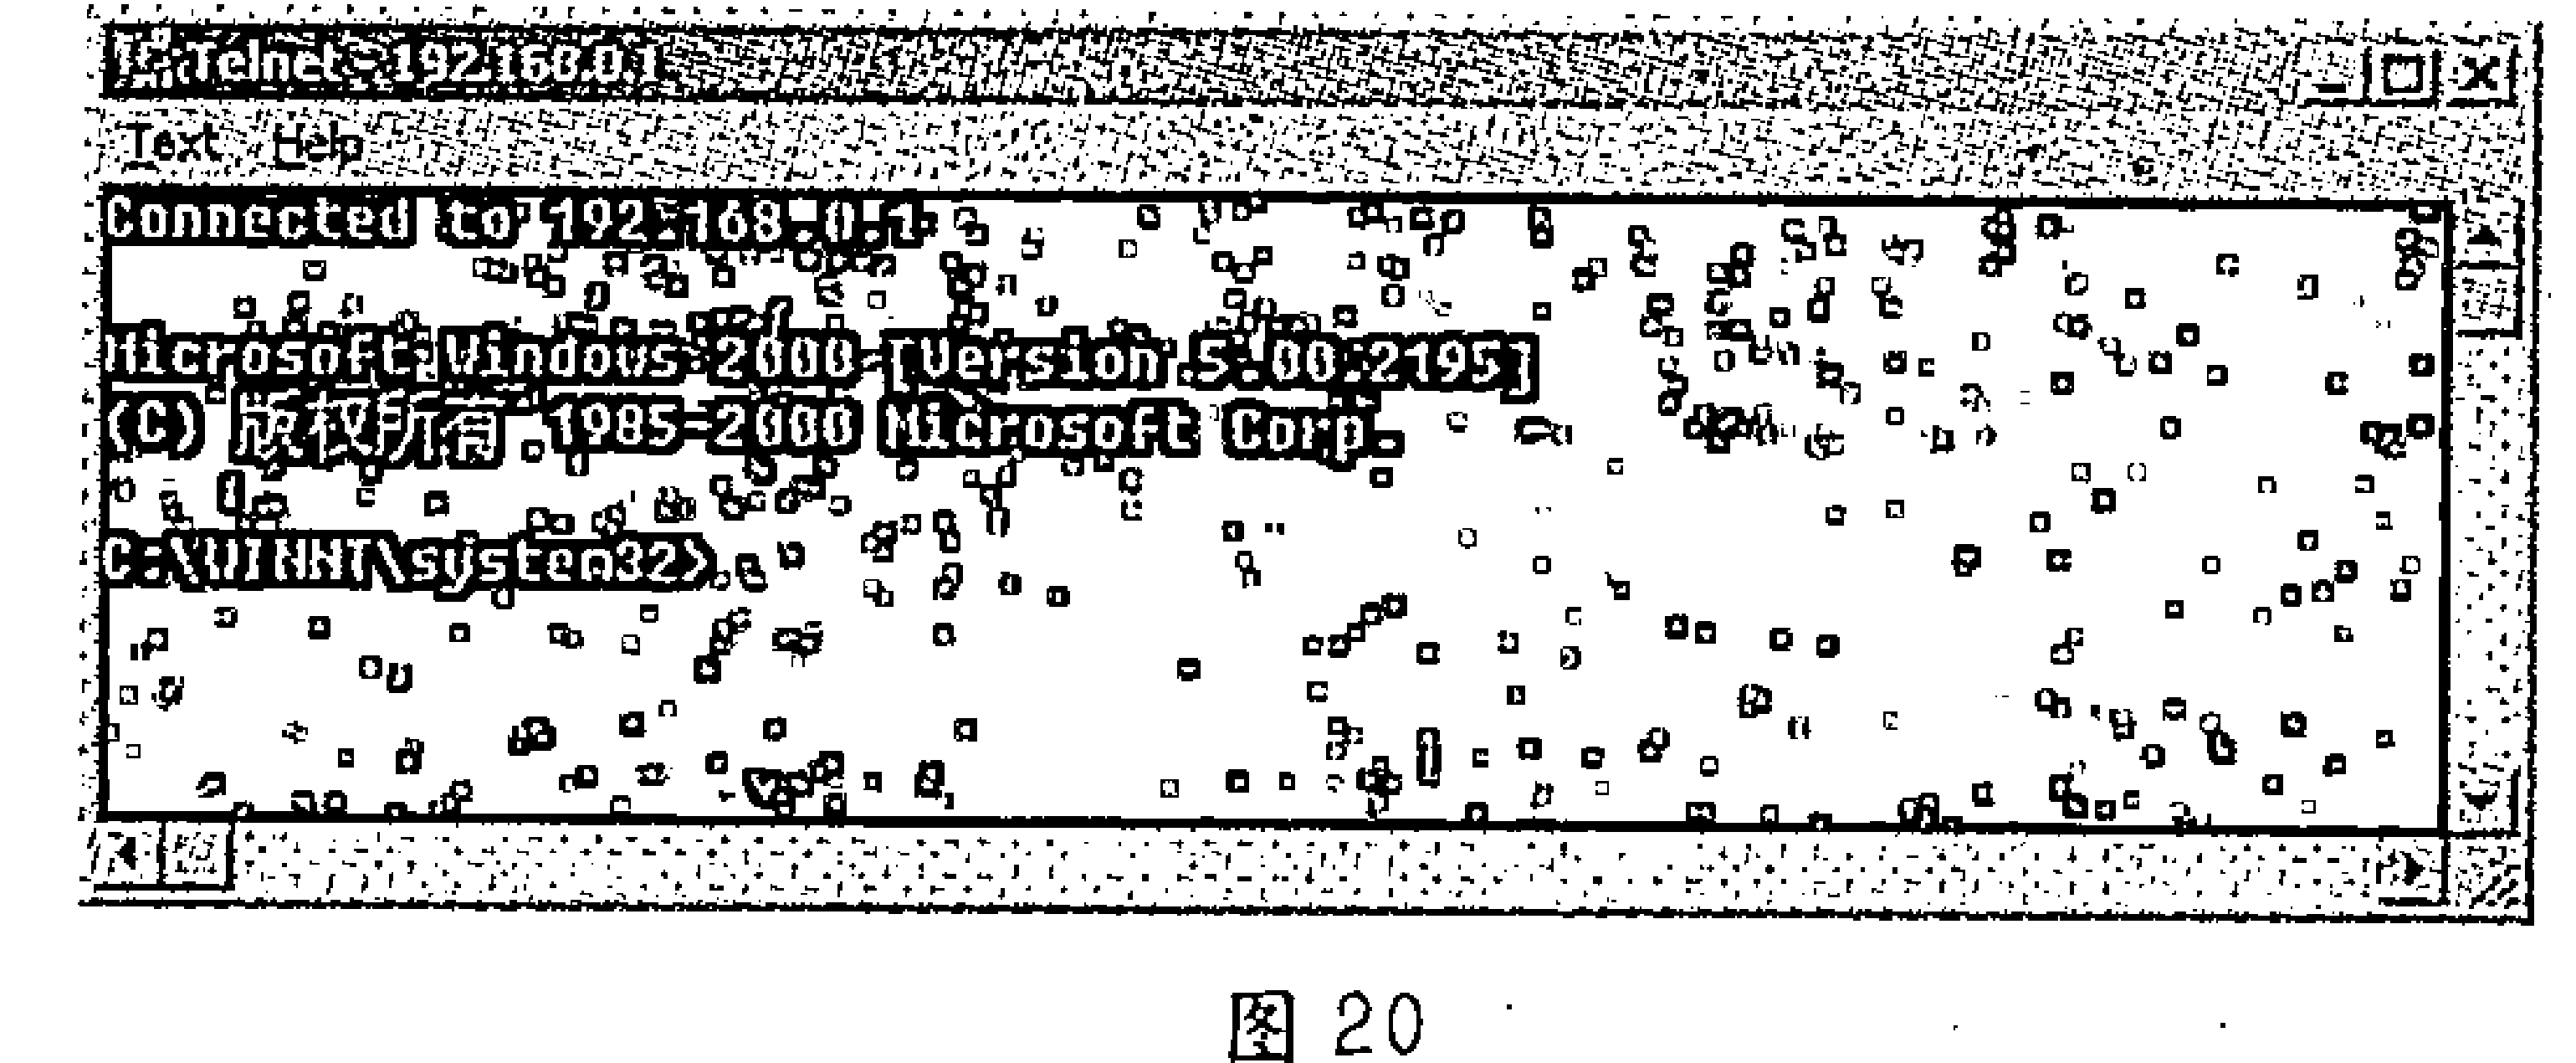 Telnet - 192.168.0.1
Text Help
Connected to 192.168.0.1
Microsoft Windows 2000 [Version 5.00.2195]
(C) 版权所有 1985-2000 Microsoft Corp.
C:\WINNT\system32>
图 20